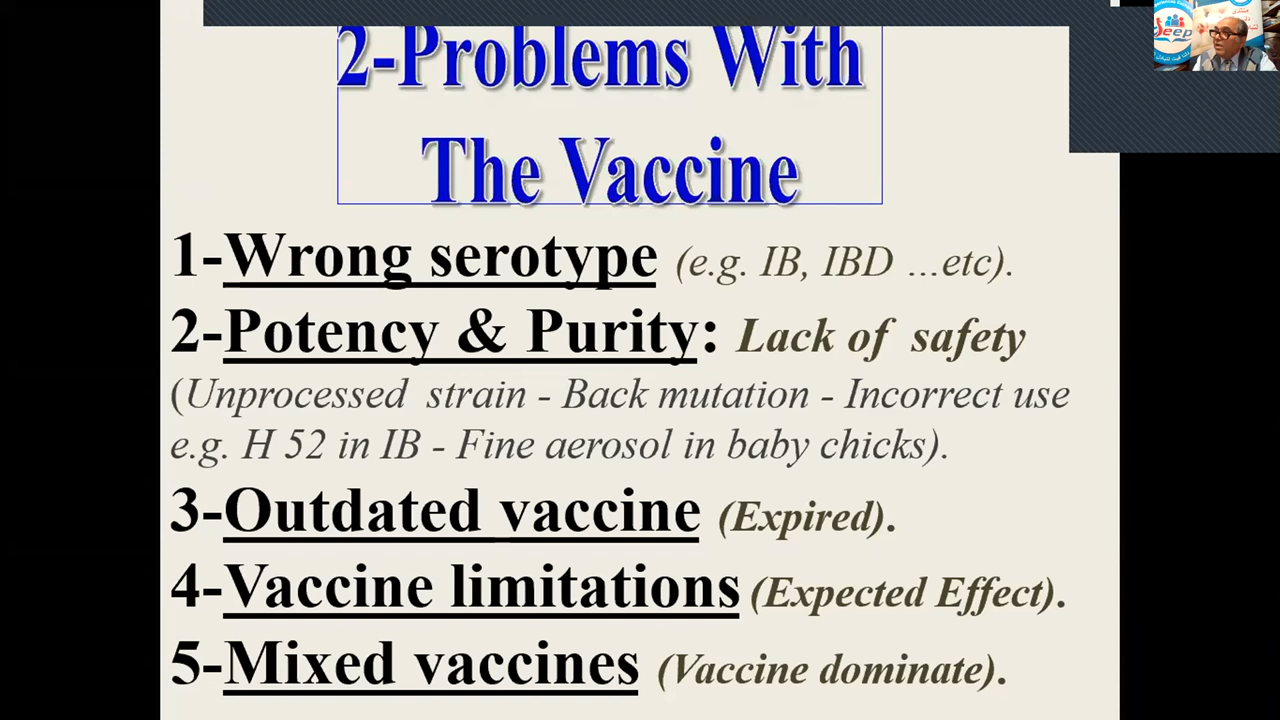 2-Problems With
The Vaccine
1-Wrong serotype (e.g. IB, IBD ...etc).
2-Potency & Purity: Lack of safety
(Unprocessed strain - Back mutation - Incorrect use
e.g. H 52 in IB - Fine aerosol in baby chicks).
3-Outdated vaccine (Expired).
4-Vaccine limitations (Expected Effect).
5-Mixed vaccines (Vaccine dominate).
Jeep
منتدى